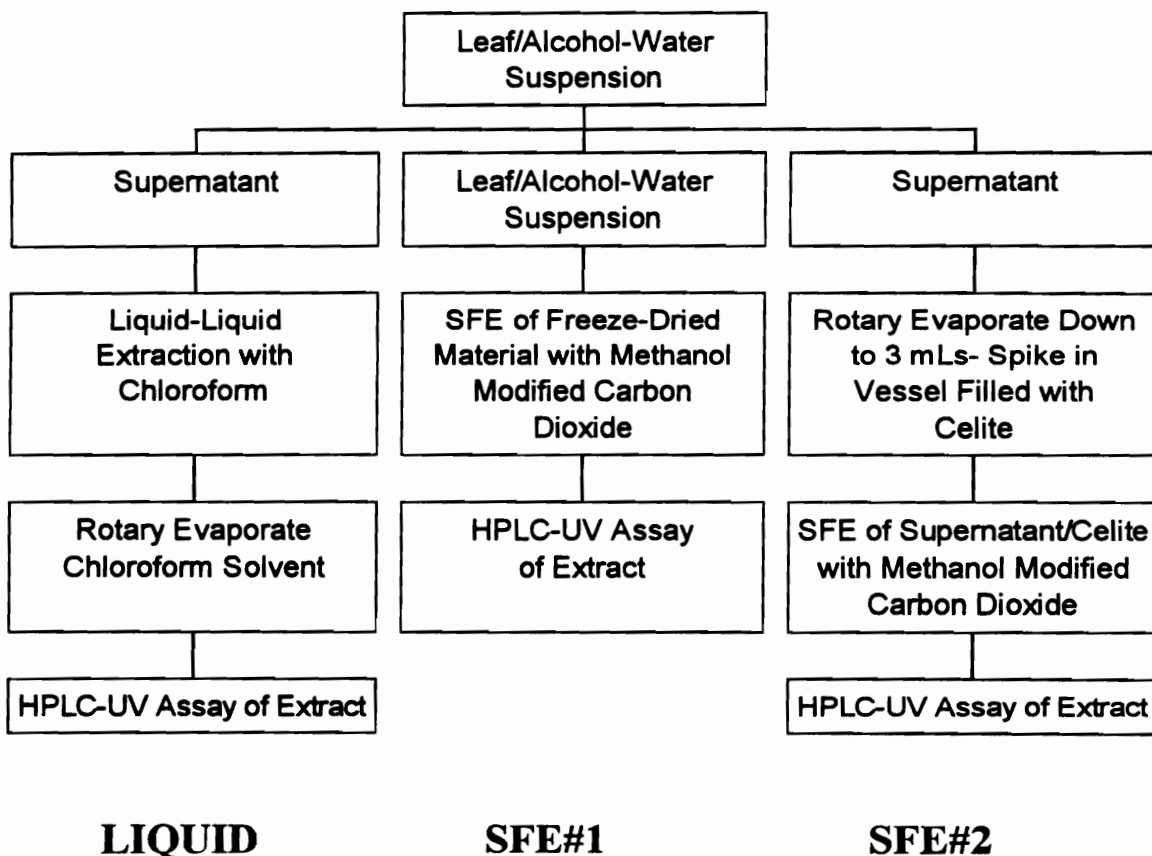 Leaf/Alcohol-Water
Suspension
Supernatant
Liquid-Liquid
Extraction with
Chloroform
Rotary Evaporate
Chloroform Solvent
HPLC-UV Assay of Extract
LIQUID
Leaf/Alcohol-Water
Suspension
SFE of Freeze-Dried
Material with Methanol
Modified Carbon
Dioxide
HPLC-UV Assay
of Extract
SFE#1
Supernatant
Rotary Evaporate Down
to 3 mLs- Spike in
Vessel Filled with
Celite
SFE of Supernatant/Celite
with Methanol Modified
Carbon Dioxide
HPLC-UV Assay of Extract
SFE#2